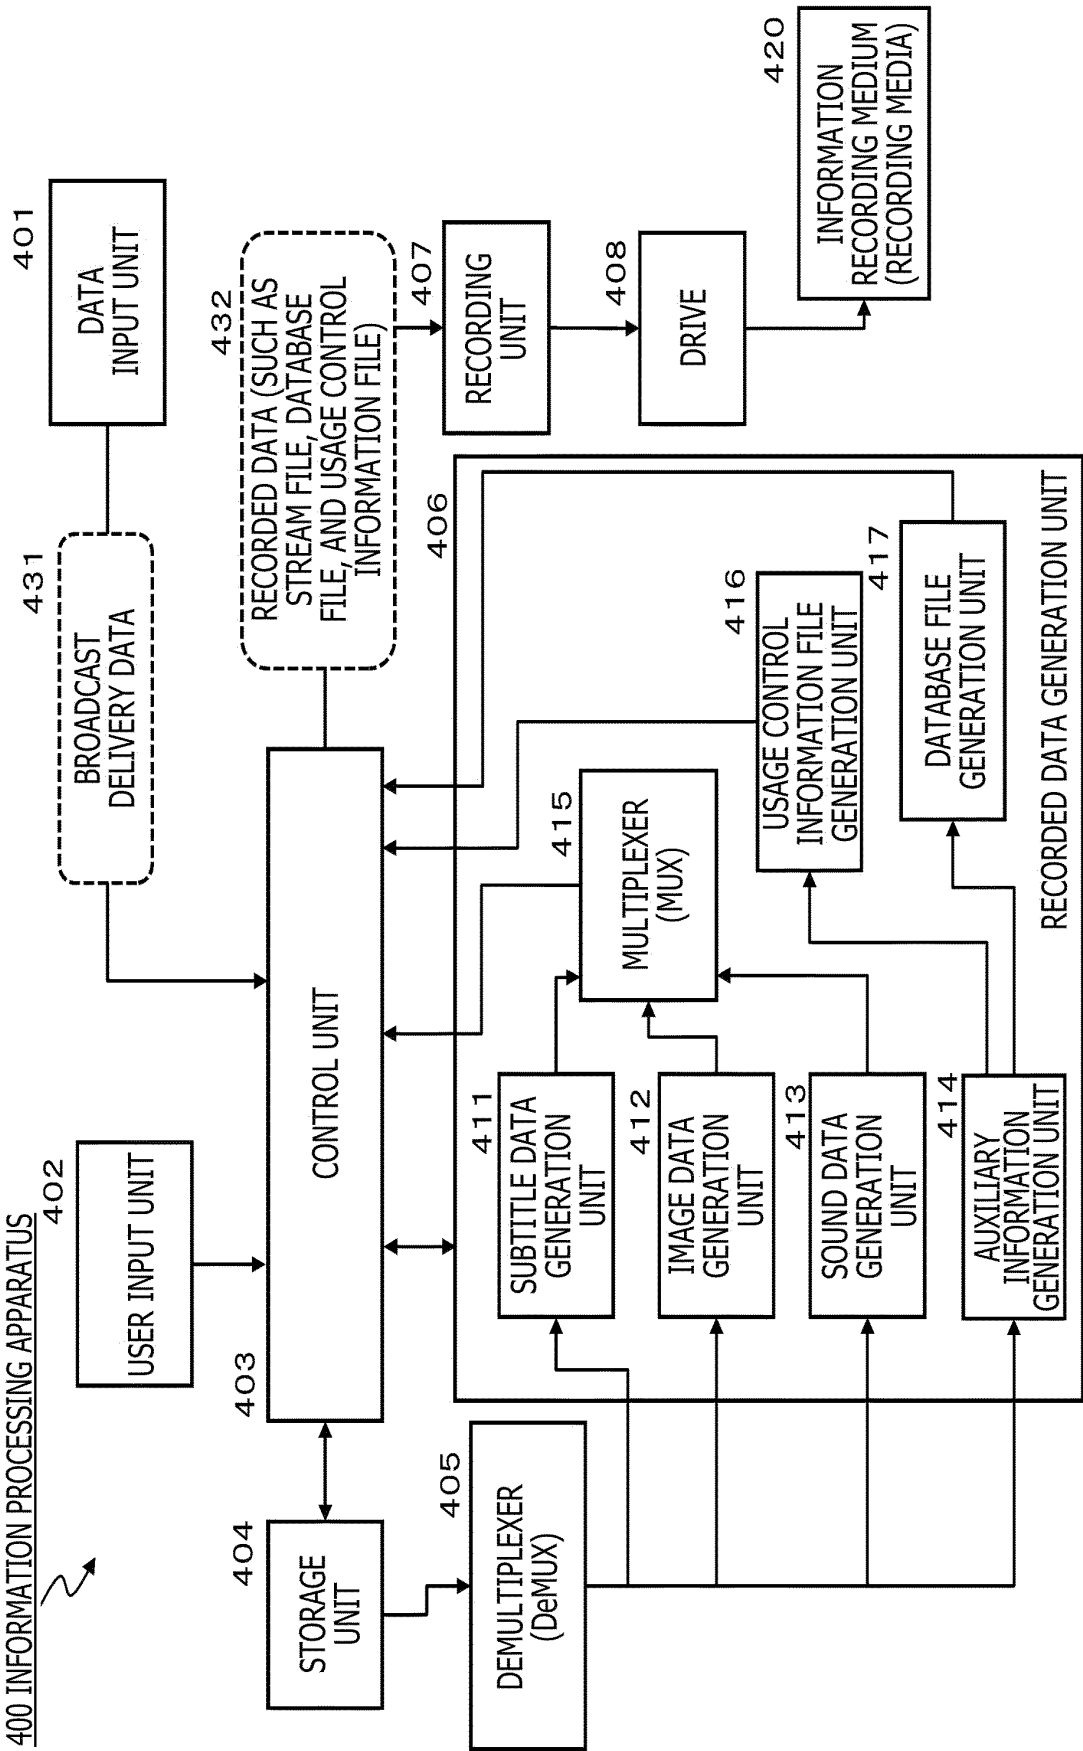 400 INFORMATION PROCESSING APPARATUS
402
USER INPUT UNIT
431
BROADCAST
DELIVERY DATA
401
DATA
INPUT UNIT
404
STORAGE
UNIT
403
CONTROL UNIT
432
RECORDED DATA (SUCH AS
STREAM FILE, DATABASE
FILE, AND USAGE CONTROL
INFORMATION FILE)
405
DEMULTIPLEXER
(DeMUX)
406
407
RECORDING
UNIT
411
SUBTITLE DATA
GENERATION
UNIT
412
IMAGE DATA
GENERATION
UNIT
413
SOUND DATA
GENERATION
UNIT
414
AUXILIARY
INFORMATION
GENERATION UNIT
415
MULTIPLEXER
(MUX)
416
USAGE CONTROL
INFORMATION FILE
GENERATION UNIT
417
DATABASE FILE
GENERATION UNIT
RECORDED DATA GENERATION UNIT
408
DRIVE
420
INFORMATION
RECORDING MEDIUM
(RECORDING MEDIA)